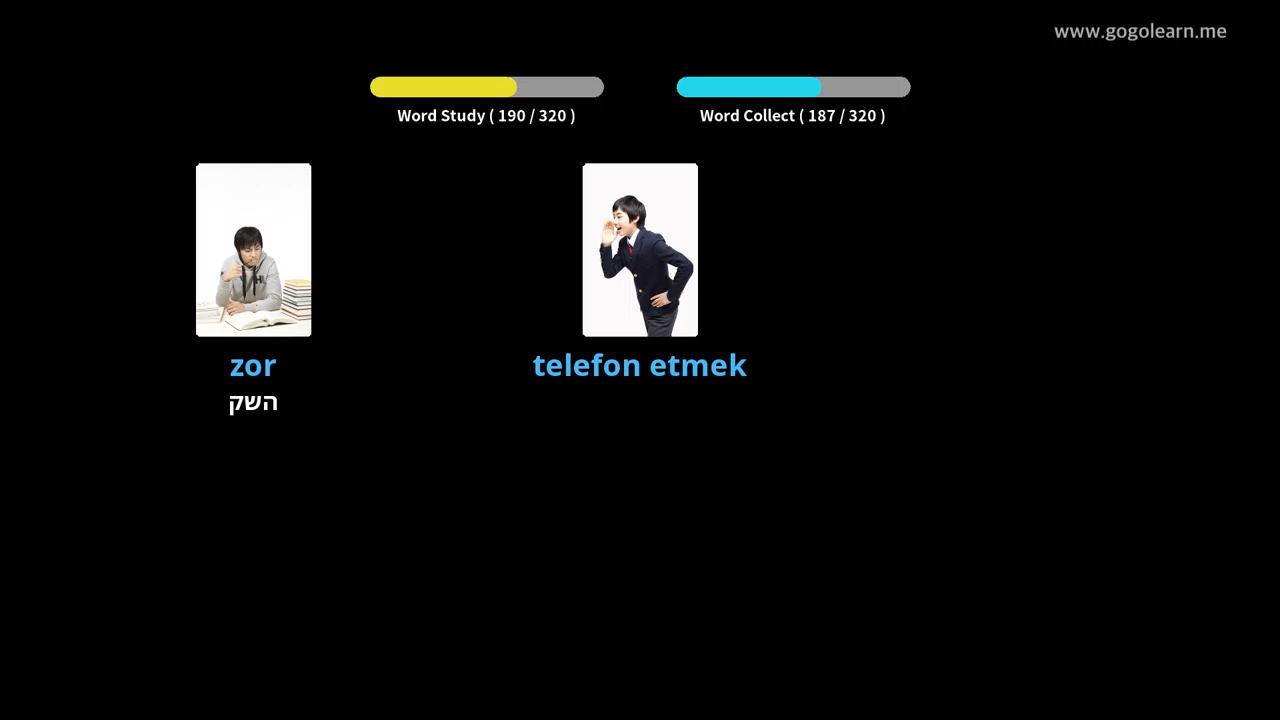 www.gogolearn.me
Word Study ( 190 / 320 )
Word Collect ( 187 / 320 )
zor
השק
telefon etmek